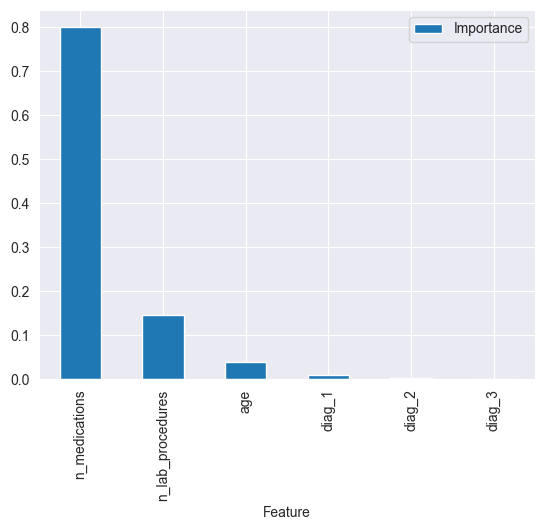 Importance
0.8
0.7
0.6
0.5
0.4
0.3
0.2
0.1
0.0
n_medications
n_lab_procedures
age
diag_1
diag_2
diag_3
Feature